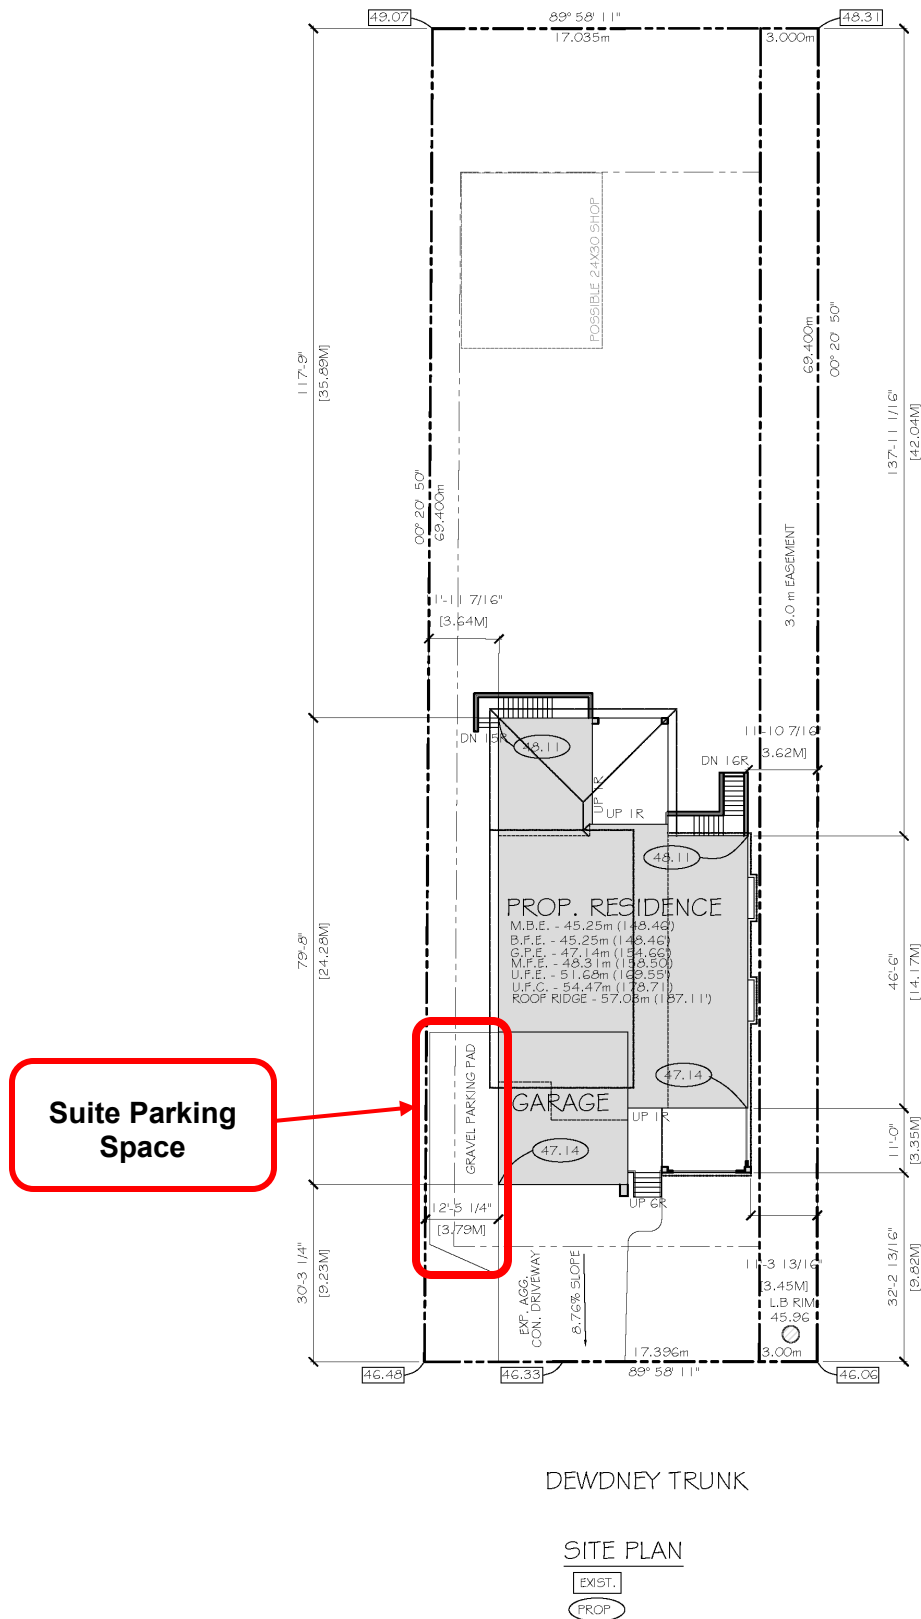 49.07
89° 58' 11"
48.31
17.035m
3.000m
POSSIBLE 24X30 SHOP
117'-9"
[35.89M]
69.400m
00° 20' 50"
137'-11 1/16"
[42.04M]
00° 20' 50"
69.400m
3.0 m EASEMENT
1'-11 7/16"
[3.64M]
DN 15R
48.11
11'-10 7/16"
3.62M]
DN 16R
UP 1R
UP 1R
48.11
PROP. RESIDENCE
M.B.E. - 45.25m (148.46')
B.F.E. - 45.25m (148.46')
G.P.E. - 47.14m (154.66')
M.F.E. - 48.31m (158.50')
U.F.E. - 51.68m (169.55')
U.F.C. - 54.47m (178.71')
ROOF RIDGE - 57.03m (187.11')
79'-8"
[24.28M]
46'-6"
[14.17M]
GRAVEL PARKING PAD
47.14
GARAGE
UP 1R
Suite Parking
Space
47.14
11'-0"
[3.35M]
UP 6R
12'-5 1/4"
[3.79M]
30'-3 1/4"
[9.23M]
EXP. AGG.
CON. DRIVEWAY
8.76% SLOPE
11'-3 13/16"
[3.45M]
L.B RIM
45.96
32'-2 13/16"
[9.82M]
17.396m
3.00m
46.48
46.33
89° 58' 11"
46.06
DEWDNEY TRUNK
SITE PLAN
EXIST.
PROP